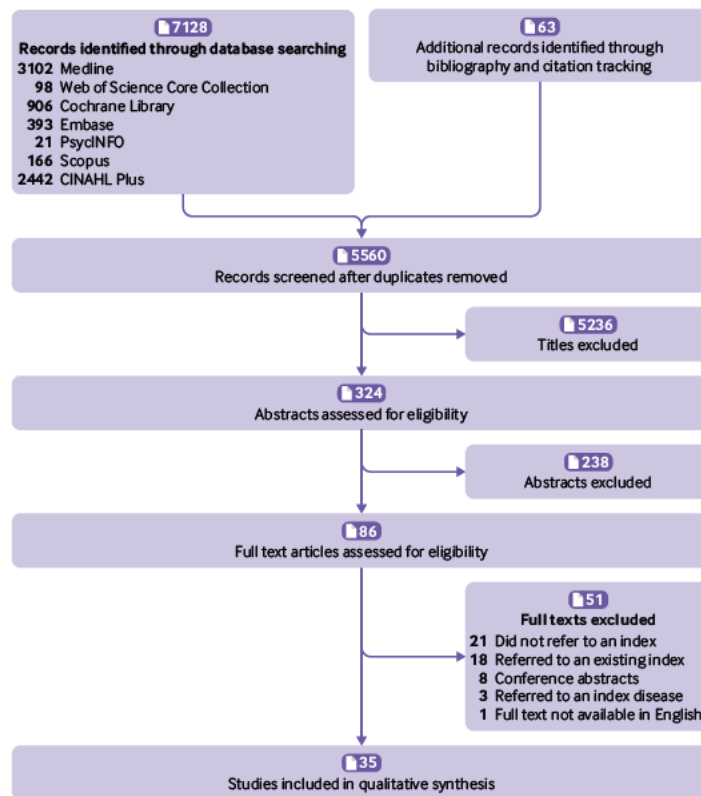 7128
Records identified through database searching
3102 Medline
98 Web of Science Core Collection
906 Cochrane Library
393 Embase
21 PsycINFO
166 Scopus
2442 CINAHL Plus
63
Additional records identified through
bibliography and citation tracking
5560
Records screened after duplicates removed
5236
Titles excluded
324
Abstracts assessed for eligibility
238
Abstracts excluded
86
Full text articles assessed for eligibility
51
Full texts excluded
21 Did not refer to an index
18 Referred to an existing index
8 Conference abstracts
3 Referred to an index disease
1 Full text not available in English
35
Studies included in qualitative synthesis